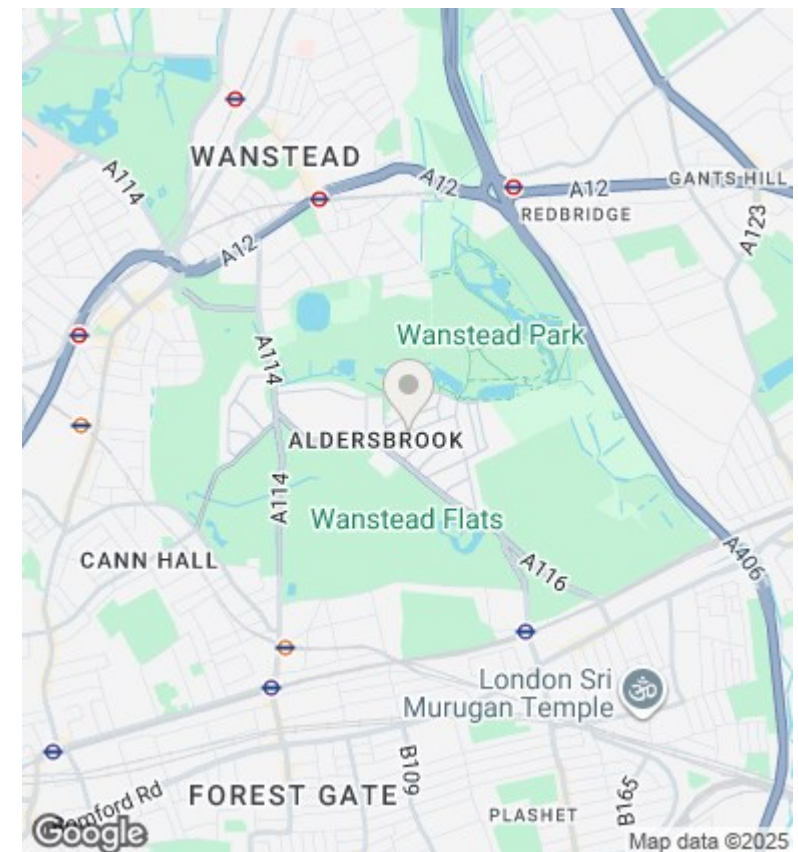 WANSTEAD
A114
A12
A12
A12
GANTS HILL
REDBRIDGE
A123
A12
Wanstead Park
A114
ALDERSBROOK
A114
Wanstead Flats
CANN HALL
A116
A406
London Sri
Murugan Temple
ॐ
B109
B165
FOREST GATE
PLASHET
Romford Rd
Google
Map data ©2025